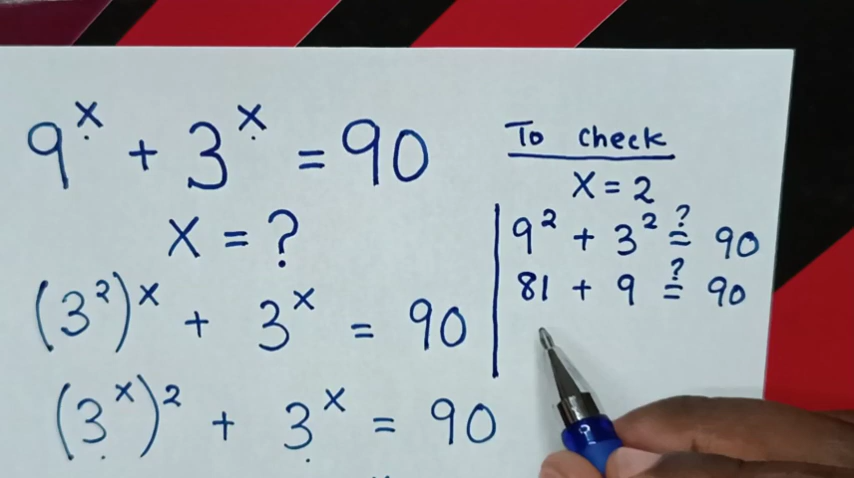 9^x + 3^x = 90
x = ?
(3^2)^x + 3^x = 90
(3^x)^2 + 3^x = 90
To check
x = 2
9^2 + 3^2 ≟ 90
81 + 9 ≟ 90